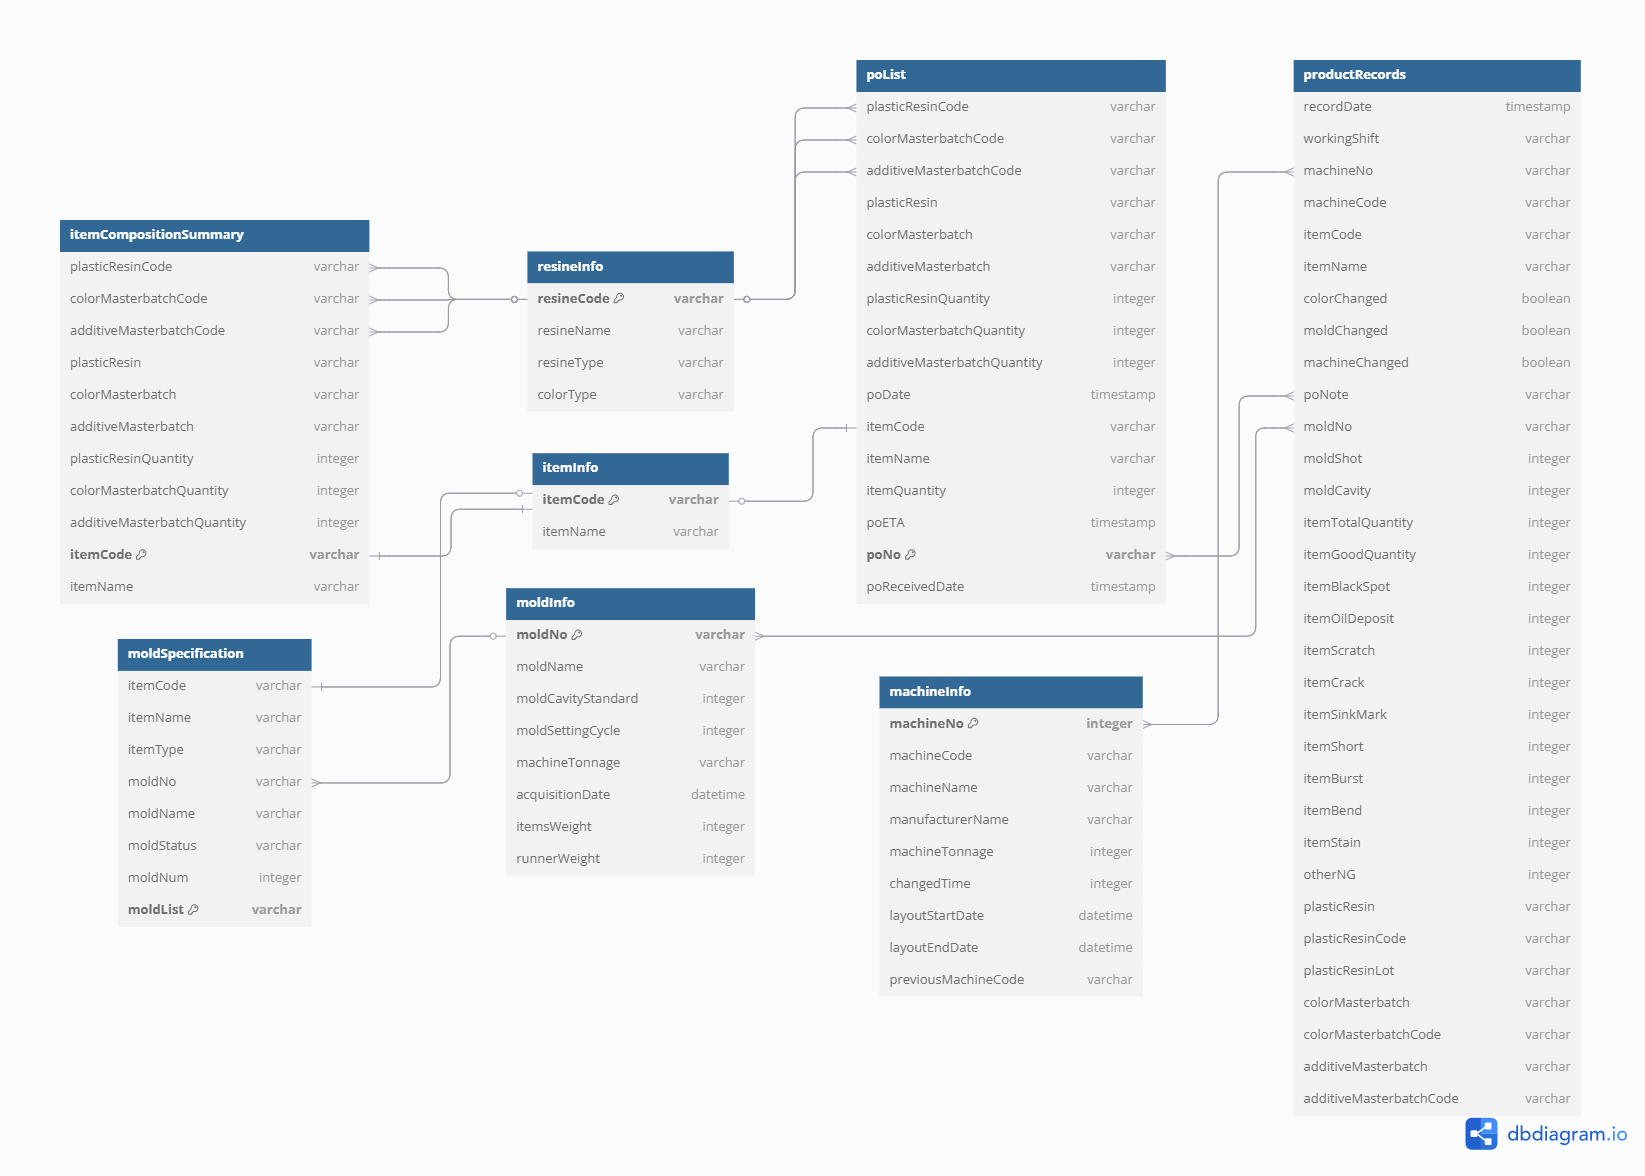 itemCompositionSummary
plasticResinCode varchar
colorMasterbatchCode varchar
additiveMasterbatchCode varchar
plasticResin varchar
colorMasterbatch varchar
additiveMasterbatch varchar
plasticResinQuantity integer
colorMasterbatchQuantity integer
additiveMasterbatchQuantity integer
itemCode varchar
itemName varchar
moldSpecification
itemCode varchar
itemName varchar
itemType varchar
moldNo varchar
moldName varchar
moldStatus varchar
moldNum integer
moldList varchar
resineInfo
resineCode varchar
resineName varchar
resineType varchar
colorType varchar
itemInfo
itemCode varchar
itemName varchar
moldInfo
moldNo varchar
moldName varchar
moldCavityStandard integer
moldSettingCycle integer
machineTonnage varchar
acquisitionDate datetime
itemsWeight integer
runnerWeight integer
poList
plasticResinCode varchar
colorMasterbatchCode varchar
additiveMasterbatchCode varchar
plasticResin varchar
colorMasterbatch varchar
additiveMasterbatch varchar
plasticResinQuantity integer
colorMasterbatchQuantity integer
additiveMasterbatchQuantity integer
poDate timestamp
itemCode varchar
itemName varchar
itemQuantity integer
poETA timestamp
poNo varchar
poReceivedDate timestamp
machineInfo
machineNo integer
machineCode varchar
machineName varchar
manufacturerName varchar
machineTonnage integer
changedTime integer
layoutStartDate datetime
layoutEndDate datetime
previousMachineCode varchar
productRecords
recordDate timestamp
workingShift varchar
machineNo varchar
machineCode varchar
itemCode varchar
itemName varchar
colorChanged boolean
moldChanged boolean
machineChanged boolean
poNote varchar
moldNo varchar
moldShot integer
moldCavity integer
itemTotalQuantity integer
itemGoodQuantity integer
itemBlackSpot integer
itemOilDeposit integer
itemScratch integer
itemCrack integer
itemSinkMark integer
itemShort integer
itemBurst integer
itemBend integer
itemStain integer
otherNG integer
plasticResin varchar
plasticResinCode varchar
plasticResinLot varchar
colorMasterbatch varchar
colorMasterbatchCode varchar
additiveMasterbatch varchar
additiveMasterbatchCode varchar
dbdiagram.io